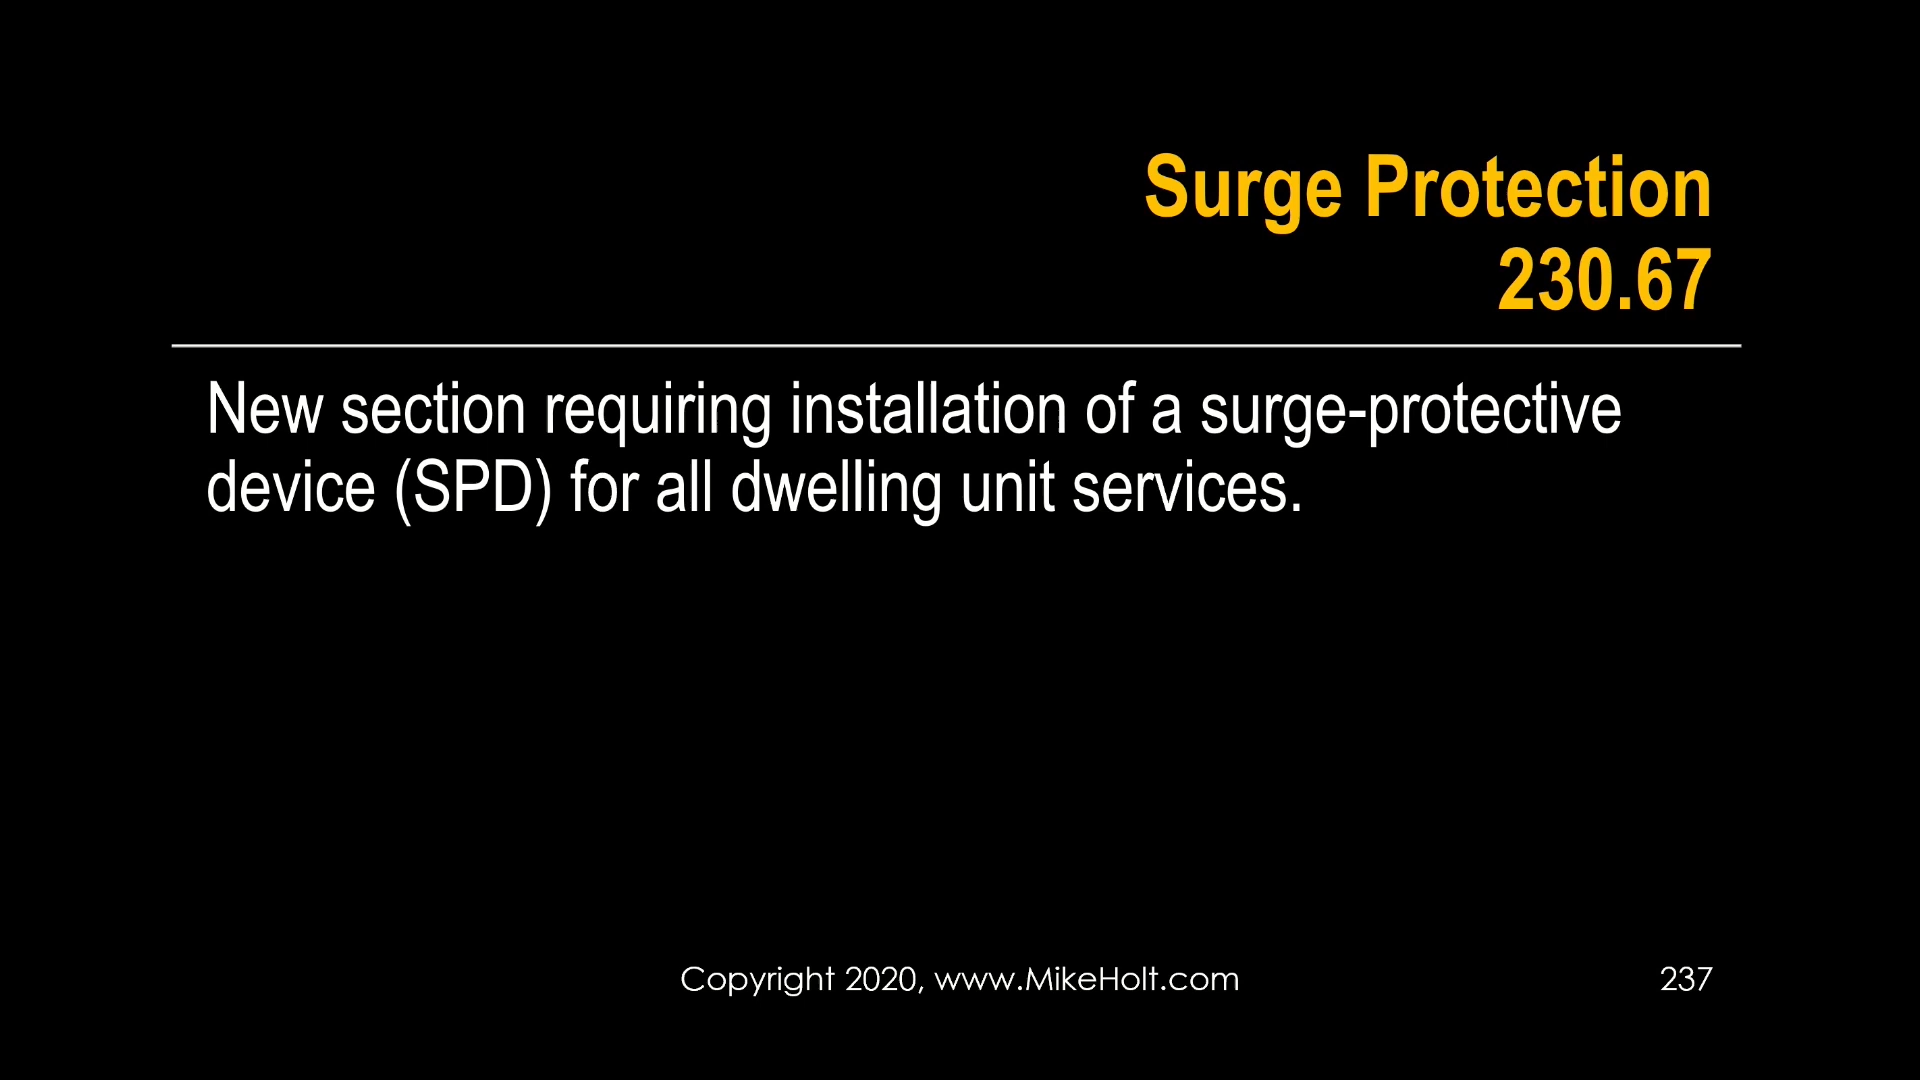 Surge Protection
230.67
New section requiring installation of a surge-protective
device (SPD) for all dwelling unit services.
Copyright 2020, www.MikeHolt.com
237